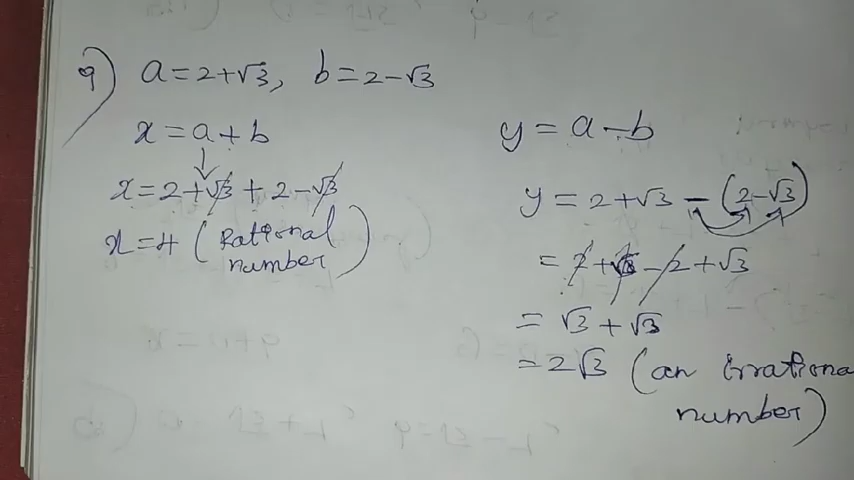 9) a = 2+√3, b = 2-√3
x = a + b
x = 2+√3 + 2-√3
x = 4 (Rational number)
y = a - b
y = 2+√3 - (2-√3)
= 2 + √3 - 2 + √3
= √3 + √3
= 2√3 (an irrationa
number)